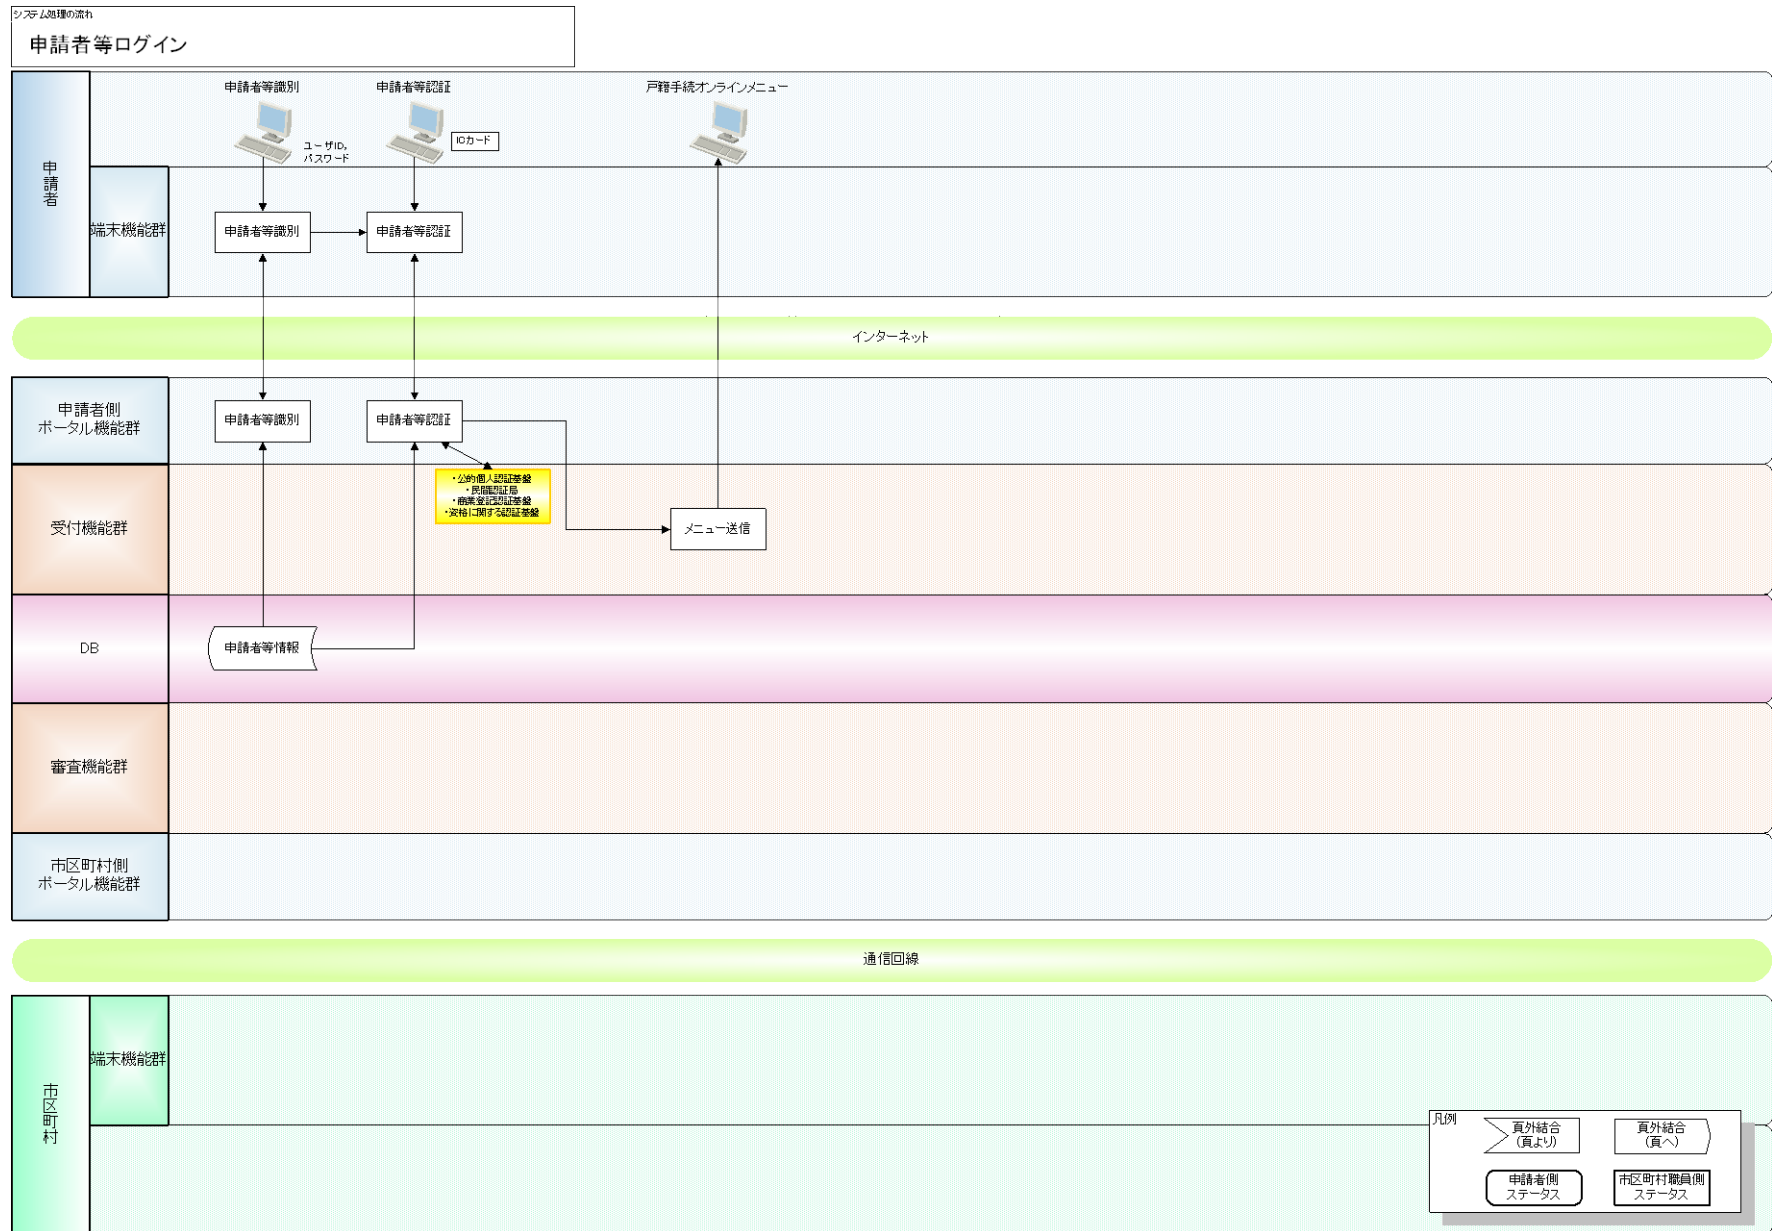 システム処理の流れ
申請者等ログイン
申請者等識別
申請者等認証
戸籍手続オンラインメニュー
ユーザID,
パスワード
ICカード
申請者
端末機能群
申請者等識別
申請者等認証
インターネット
申請者側
ポータル機能群
申請者等識別
申請者等認証
・公的個人認証基盤
・民間認証局
・商業登記認証基盤
・資格に関する認証基盤
受付機能群
メニュー送信
DB
申請者等情報
審査機能群
市区町村側
ポータル機能群
通信回線
市区町村
端末機能群
凡例
頁外結合
(頁より)
頁外結合
(頁へ)
申請者側
ステータス
市区町村職員側
ステータス